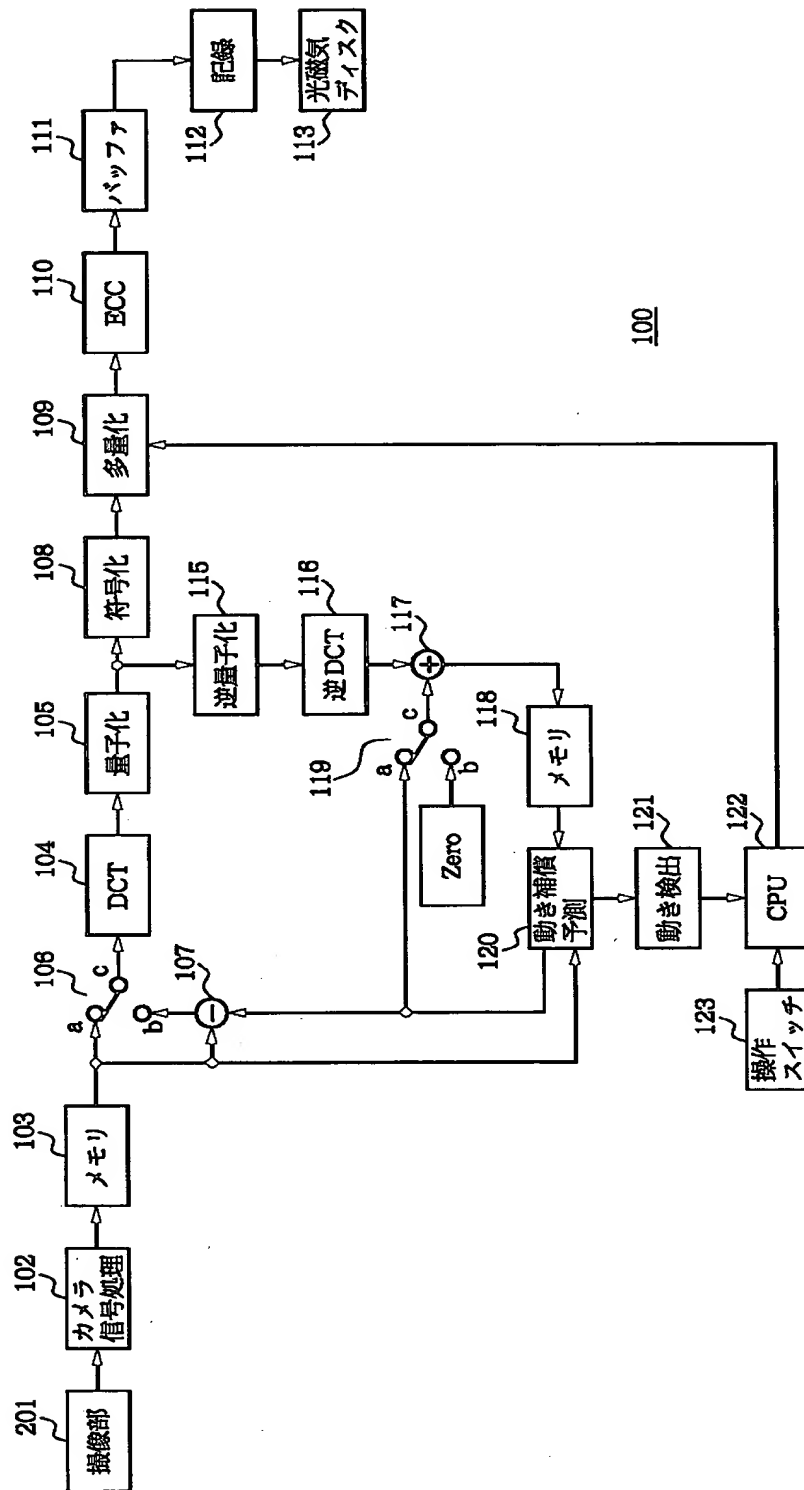 201
撮像部
102
カメラ
信号処理
103
メモリ
106
a
b
c
107
104
DCT
105
量子化
108
符号化
109
多量化
110
ECC
111
バッファ
112
記録
113
光磁気
ディスク
115
逆量子化
116
逆DCT
117
119
a
b
c
Zero
118
メモリ
120
動き補償
予測
121
動き検出
122
CPU
123
操作
スイッチ
100